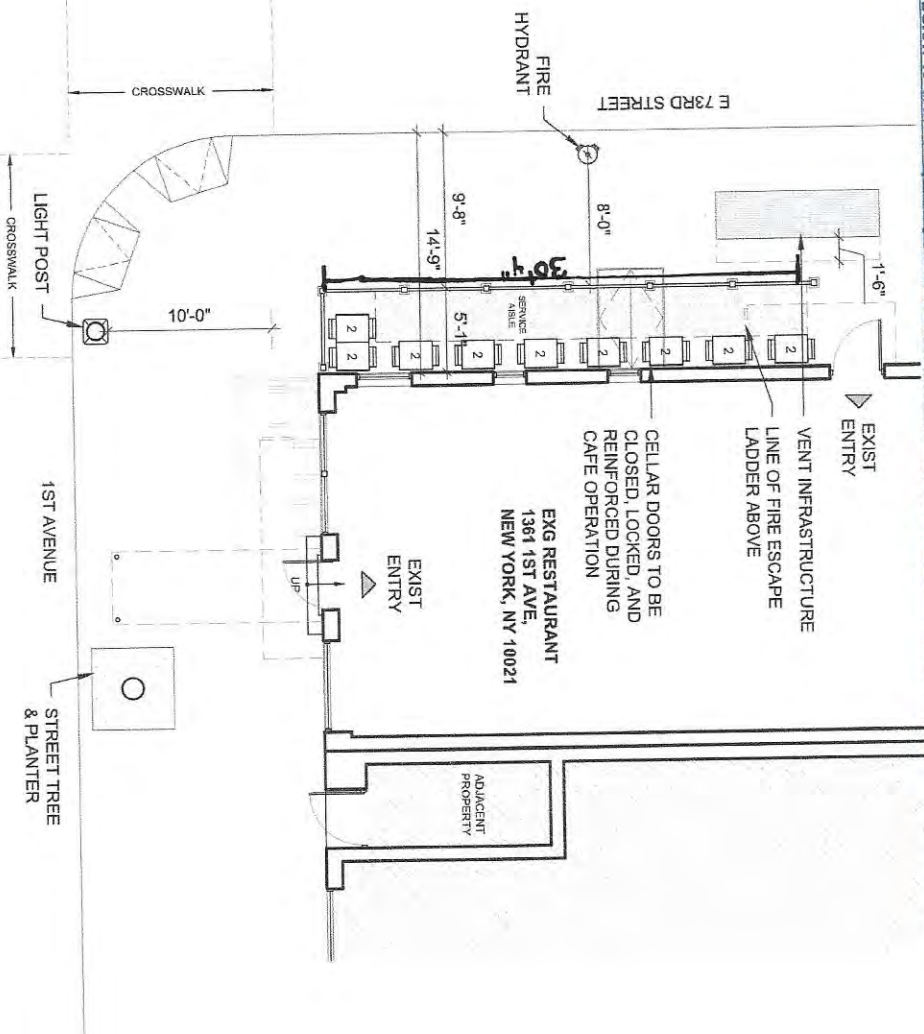 CROSSWALK
FIRE
HYDRANT
E 73RD STREET
9'-8"
14'-9"
8'-0"
5'-1"
30'4"
1'-6"
LIGHT POST
CROSSWALK
10'-0"
SERVICE
AISLE
2
2
2
2
2
2
2
2
2
EXIST
ENTRY
VENT INFRASTRUCTURE
LINE OF FIRE ESCAPE
LADDER ABOVE
CELLAR DOORS TO BE
CLOSED, LOCKED, AND
REINFORCED DURING
CAFE OPERATION
EXG RESTAURANT
1361 1ST AVE,
NEW YORK, NY 10021
EXIST
ENTRY
UP
1ST AVENUE
STREET TREE
& PLANTER
ADJACENT
PROPERTY